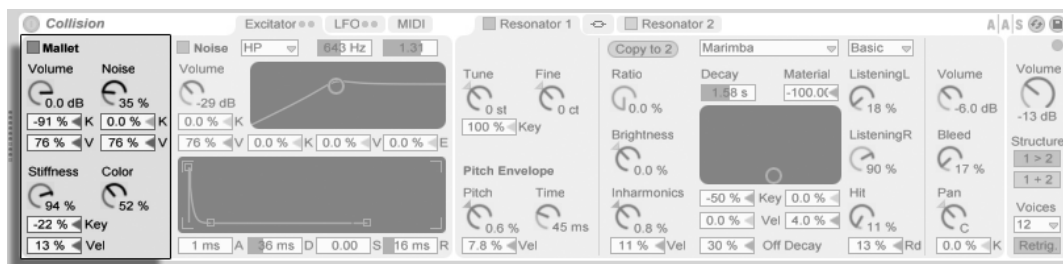 Collision Excitator LFO MIDI Resonator 1 Resonator 2 AAS
Mallet
Volume Noise
0.0 dB 35 %
-91 % K 0.0 % K
76 % V 76 % V
Stiffness Color
94 % 52 %
-22 % Key
13 % Vel
Noise HP 643 Hz 1.31
Volume
-29 dB
0.0 % K
76 % V 0.0 % K 0.0 % V 0.0 % E
1 ms A 36 ms D 0.00 S 16 ms R
Tune Fine
0 st 0 ct
100 % Key
Pitch Envelope
Pitch Time
0.6 % 45 ms
7.8 % Vel
Copy to 2 Marimba Basic
Ratio
0.0 %
Brightness
0.0 %
Inharmonics
0.8 %
11 % Vel
Decay Material
1.58 s -100.0
-50 % Key 0.0 %
0.0 % Vel 4.0 %
30 % Off Decay
ListeningL
18 %
ListeningR
90 %
Hit
11 %
13 % Rd
Volume
-6.0 dB
Bleed
17 %
Pan
C
0.0 % K
Volume
-13 dB
Structure
1 > 2
1 + 2
Voices
12
Retrig.